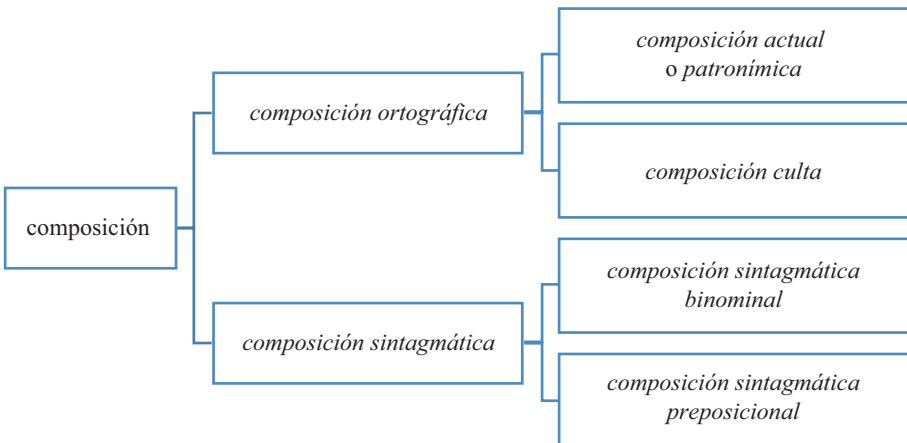 composición
composición ortográfica
composición actual
o patronímica
composición culta
composición sintagmática
composición sintagmática
binominal
composición sintagmática
preposicional